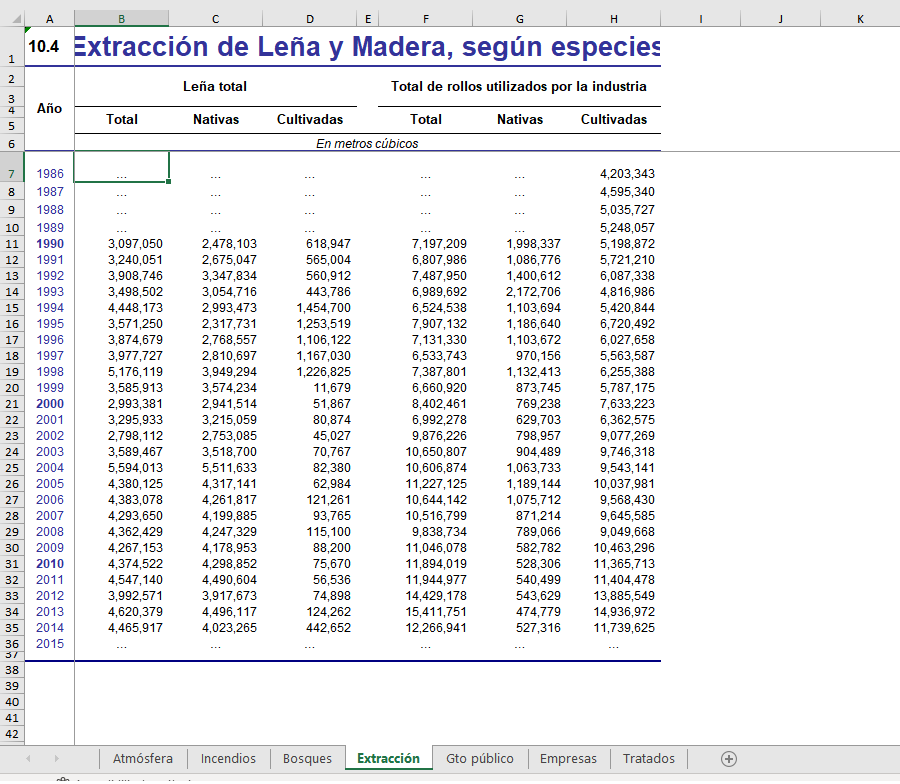 A B C D E F G H I J K
1 10.4 Extracción de Leña y Madera, según especies
2 Leña total Total de rollos utilizados por la industria
3
4 Año
5 Total Nativas Cultivadas Total Nativas Cultivadas
6 En metros cúbicos
7 1986 ... ... ... ... ... 4,203,343
8 1987 ... ... ... ... ... 4,595,340
9 1988 ... ... ... ... ... 5,035,727
10 1989 ... ... ... ... ... 5,248,057
11 1990 3,097,050 2,478,103 618,947 7,197,209 1,998,337 5,198,872
12 1991 3,240,051 2,675,047 565,004 6,807,986 1,086,776 5,721,210
13 1992 3,908,746 3,347,834 560,912 7,487,950 1,400,612 6,087,338
14 1993 3,498,502 3,054,716 443,786 6,989,692 2,172,706 4,816,986
15 1994 4,448,173 2,993,473 1,454,700 6,524,538 1,103,694 5,420,844
16 1995 3,571,250 2,317,731 1,253,519 7,907,132 1,186,640 6,720,492
17 1996 3,874,679 2,768,557 1,106,122 7,131,330 1,103,672 6,027,658
18 1997 3,977,727 2,810,697 1,167,030 6,533,743 970,156 5,563,587
19 1998 5,176,119 3,949,294 1,226,825 7,387,801 1,132,413 6,255,388
20 1999 3,585,913 3,574,234 11,679 6,660,920 873,745 5,787,175
21 2000 2,993,381 2,941,514 51,867 8,402,461 769,238 7,633,223
22 2001 3,295,933 3,215,059 80,874 6,992,278 629,703 6,362,575
23 2002 2,798,112 2,753,085 45,027 9,876,226 798,957 9,077,269
24 2003 3,589,467 3,518,700 70,767 10,650,807 904,489 9,746,318
25 2004 5,594,013 5,511,633 82,380 10,606,874 1,063,733 9,543,141
26 2005 4,380,125 4,317,141 62,984 11,227,125 1,189,144 10,037,981
27 2006 4,383,078 4,261,817 121,261 10,644,142 1,075,712 9,568,430
28 2007 4,293,650 4,199,885 93,765 10,516,799 871,214 9,645,585
29 2008 4,362,429 4,247,329 115,100 9,838,734 789,066 9,049,668
30 2009 4,267,153 4,178,953 88,200 11,046,078 582,782 10,463,296
31 2010 4,374,522 4,298,852 75,670 11,894,019 528,306 11,365,713
32 2011 4,547,140 4,490,604 56,536 11,944,977 540,499 11,404,478
33 2012 3,992,571 3,917,673 74,898 14,429,178 543,629 13,885,549
34 2013 4,620,379 4,496,117 124,262 15,411,751 474,779 14,936,972
35 2014 4,465,917 4,023,265 442,652 12,266,941 527,316 11,739,625
36 2015 ... ... ... ... ... ...
37
38
39
40
41
42
Atmósfera Incendios Bosques Extracción Gto público Empresas Tratados